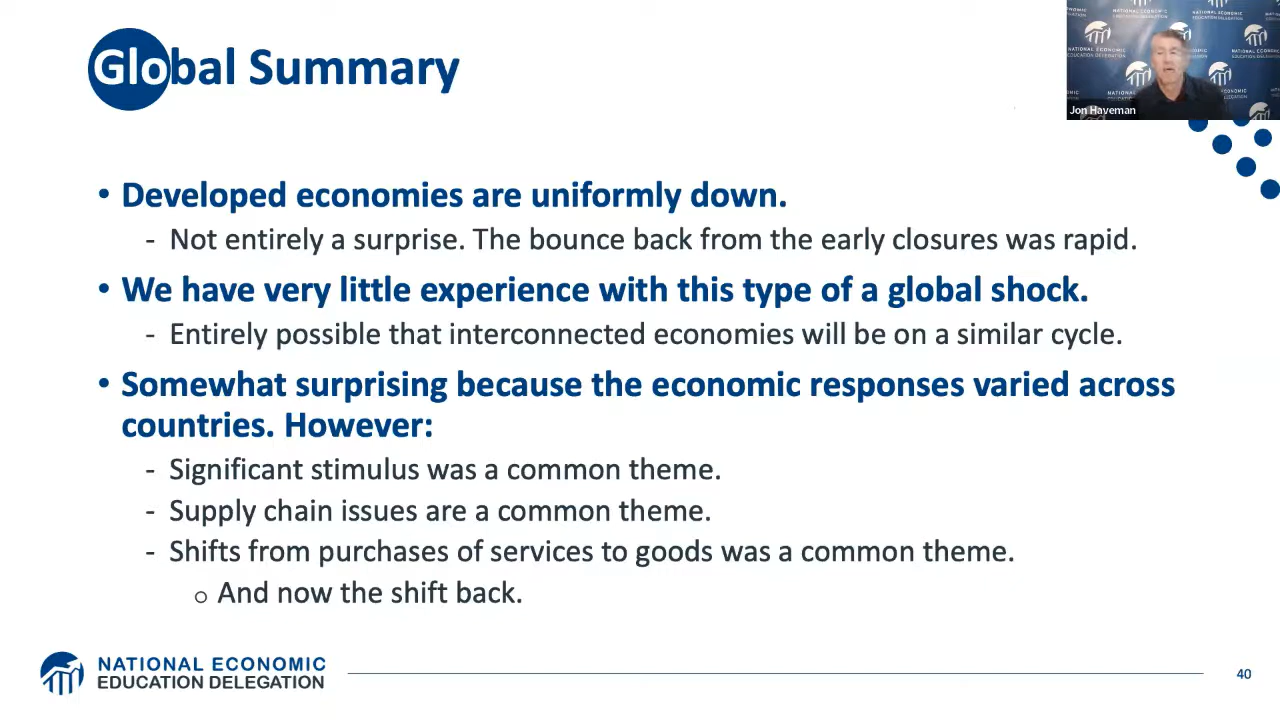 Global Summary
NATIONAL ECONOMIC
EDUCATION DELEGATION
Jon Haveman
• Developed economies are uniformly down.
- Not entirely a surprise. The bounce back from the early closures was rapid.
• We have very little experience with this type of a global shock.
- Entirely possible that interconnected economies will be on a similar cycle.
• Somewhat surprising because the economic responses varied across
countries. However:
- Significant stimulus was a common theme.
- Supply chain issues are a common theme.
- Shifts from purchases of services to goods was a common theme.
o And now the shift back.
NATIONAL ECONOMIC
EDUCATION DELEGATION
40